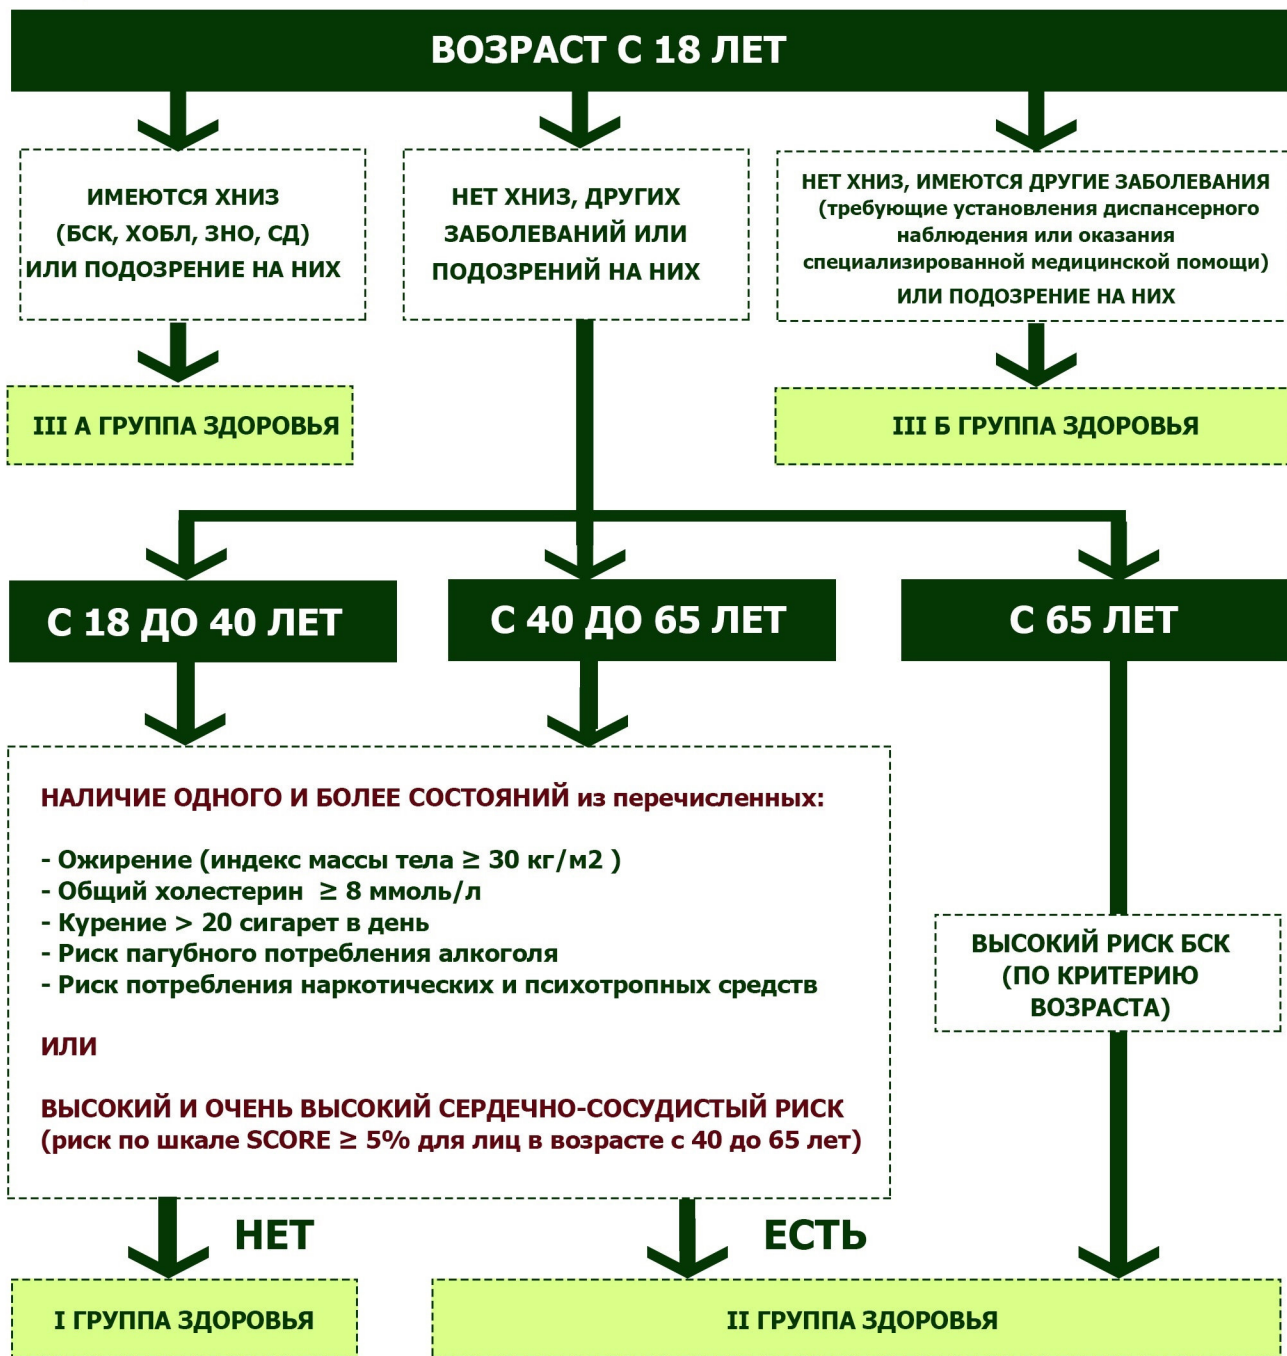 ВОЗРАСТ С 18 ЛЕТ
ИМЕЮТСЯ ХНИЗ
(БСК, ХОБЛ, ЗНО, СД)
ИЛИ ПОДОЗРЕНИЕ НА НИХ
НЕТ ХНИЗ, ДРУГИХ
ЗАБОЛЕВАНИЙ ИЛИ
ПОДОЗРЕНИЙ НА НИХ
НЕТ ХНИЗ, ИМЕЮТСЯ ДРУГИЕ ЗАБОЛЕВАНИЯ
(требующие установления диспансерного
наблюдения или оказания
специализированной медицинской помощи)
ИЛИ ПОДОЗРЕНИЕ НА НИХ
III А ГРУППА ЗДОРОВЬЯ
III Б ГРУППА ЗДОРОВЬЯ
С 18 ДО 40 ЛЕТ
С 40 ДО 65 ЛЕТ
С 65 ЛЕТ
НАЛИЧИЕ ОДНОГО И БОЛЕЕ СОСТОЯНИЙ из перечисленных:
- Ожирение (индекс массы тела ≥ 30 кг/м2 )
- Общий холестерин ≥ 8 ммоль/л
- Курение > 20 сигарет в день
- Риск пагубного потребления алкоголя
- Риск потребления наркотических и психотропных средств
ИЛИ
ВЫСОКИЙ И ОЧЕНЬ ВЫСОКИЙ СЕРДЕЧНО-СОСУДИСТЫЙ РИСК
(риск по шкале SCORE ≥ 5% для лиц в возрасте с 40 до 65 лет)
ВЫСОКИЙ РИСК БСК
(ПО КРИТЕРИЮ
ВОЗРАСТА)
НЕТ
ЕСТЬ
I ГРУППА ЗДОРОВЬЯ
II ГРУППА ЗДОРОВЬЯ